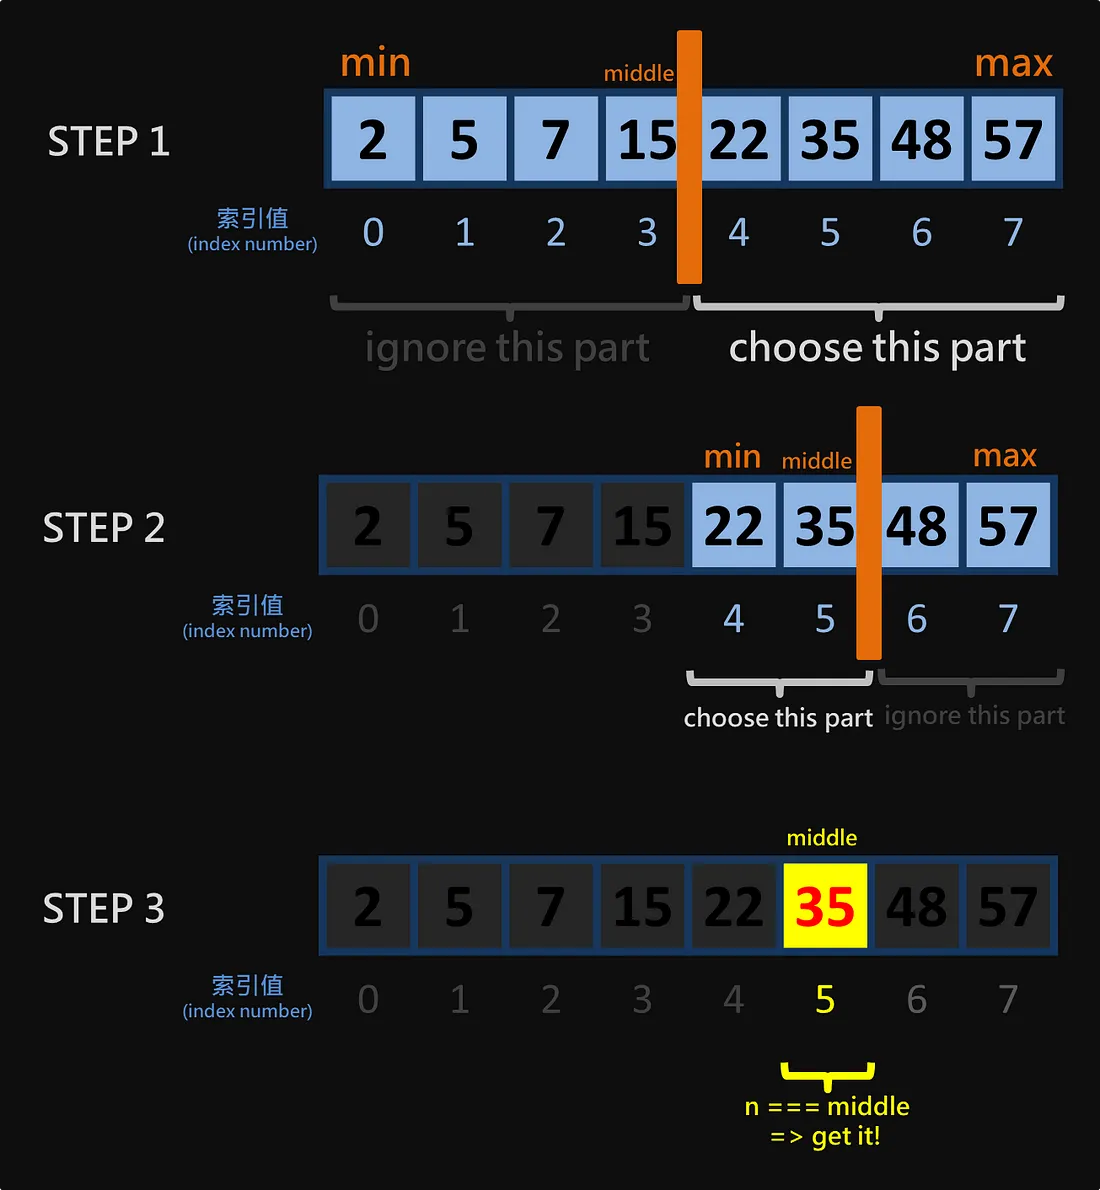 min middle max
STEP 1 2 5 7 15 22 35 48 57
索引值
(index number) 0 1 2 3 4 5 6 7
ignore this part choose this part
min middle max
STEP 2 2 5 7 15 22 35 48 57
索引值
(index number) 0 1 2 3 4 5 6 7
choose this part ignore this part
middle
STEP 3 2 5 7 15 22 35 48 57
索引值
(index number) 0 1 2 3 4 5 6 7
n === middle
=> get it!